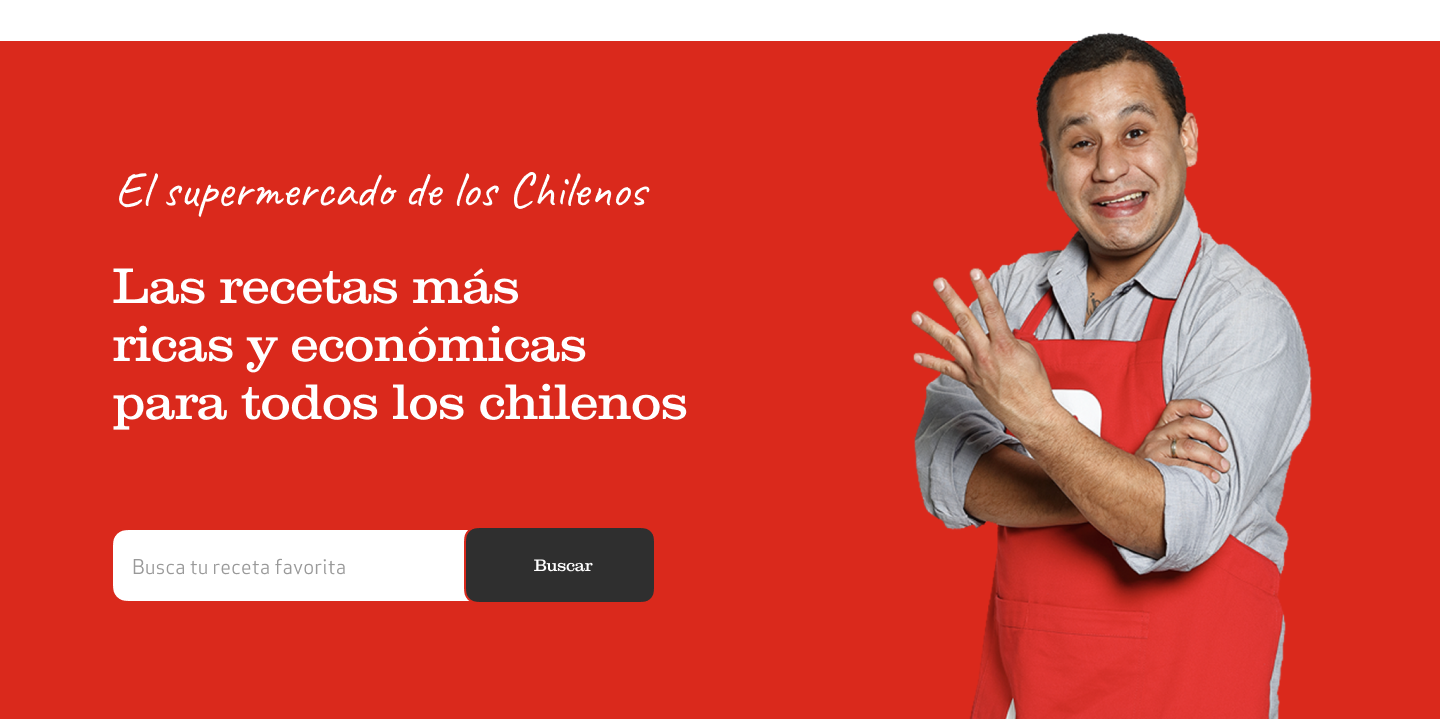 El supermercado de los Chilenos
Las recetas más
ricas y económicas
para todos los chilenos
Busca tu receta favorita
Buscar